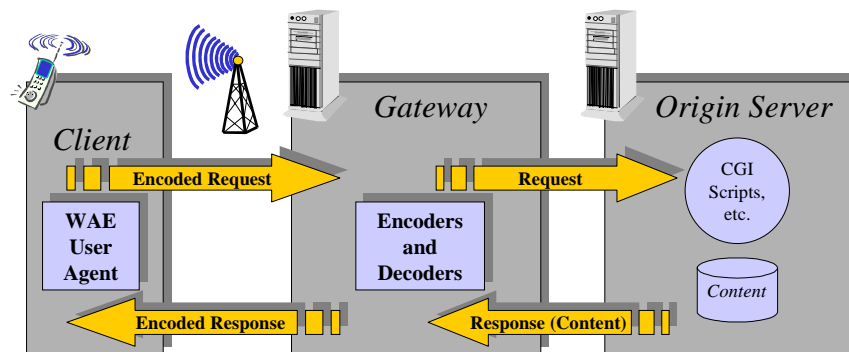 Client
Gateway
Origin Server
Encoded Request
Request
CGI
Scripts,
etc.
WAE
User
Agent
Encoders
and
Decoders
Content
Encoded Response
Response (Content)